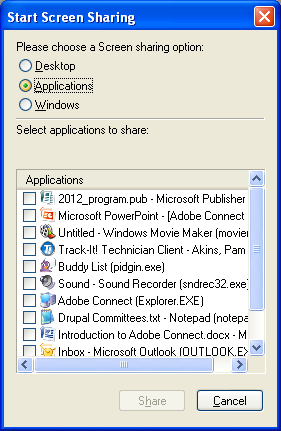 Start Screen Sharing
Please choose a Screen sharing option:
Desktop
Applications
Windows
Select applications to share:
Applications
2012_program.pub - Microsoft Publisher
Microsoft PowerPoint - [Adobe Connect
Untitled - Windows Movie Maker (movier
Track-It! Technician Client - Akins, Pam
Buddy List (pidgin.exe)
Sound - Sound Recorder (sndrec32.exe)
Adobe Connect (Explorer.EXE)
Drupal Committees.txt - Notepad (notepa
Introduction to Adobe Connect.docx - M
Inbox - Microsoft Outlook (OUTLOOK.EX
Share Cancel